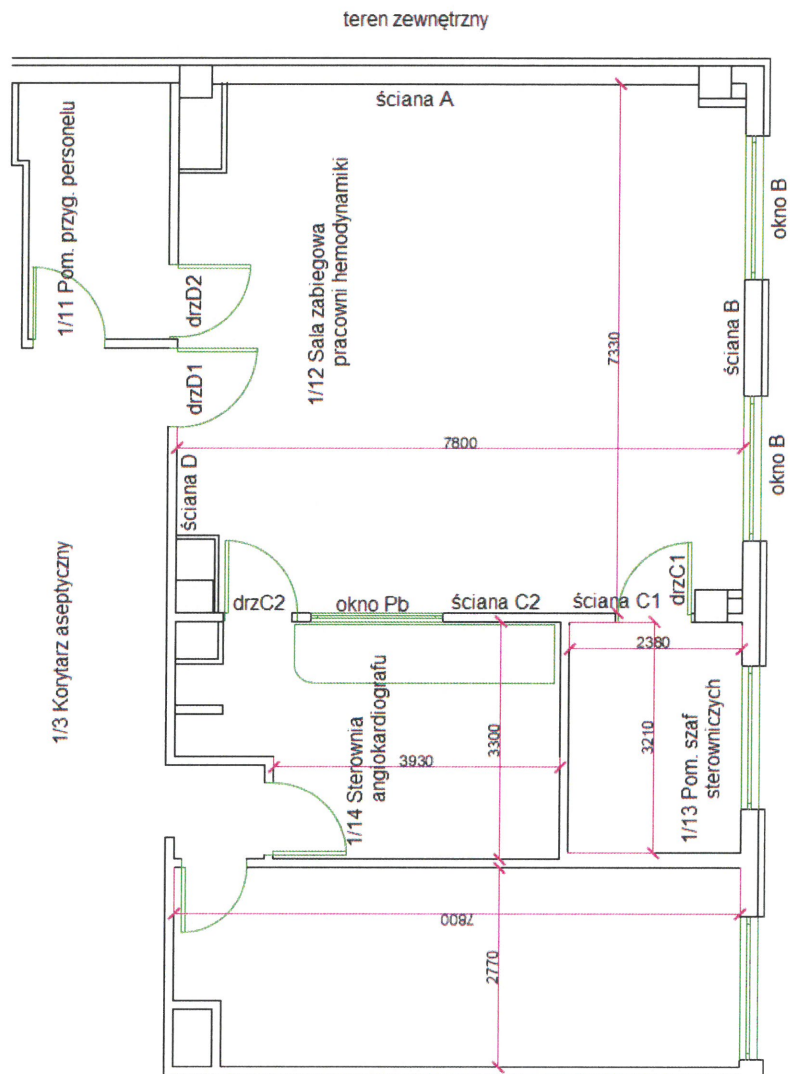 teren zewnętrzny
ściana A
1/11 Pom. przyg. personelu
1/12 Sala zabiegowa
pracowni hemodynamiki
okno B
drzD2
drzD1
ściana B
7330
7800
okno B
ściana D
1/3 Korytarz aseptyczny
drzC2
okno Pb
ściana C2
ściana C1
drzC1
2380
1/14 Sterownia
angiokardiografu
3930
3300
3210
1/13 Pom. szaf
sterowniczych
7800
2770